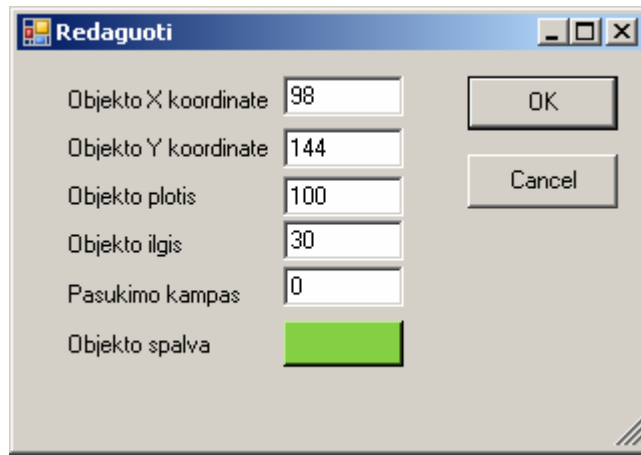 Redaguoti
Objekto X koordinate 98
OK
Objekto Y koordinate 144
Cancel
Objekto plotis 100
Objekto ilgis 30
Pasukimo kampas 0
Objekto spalva